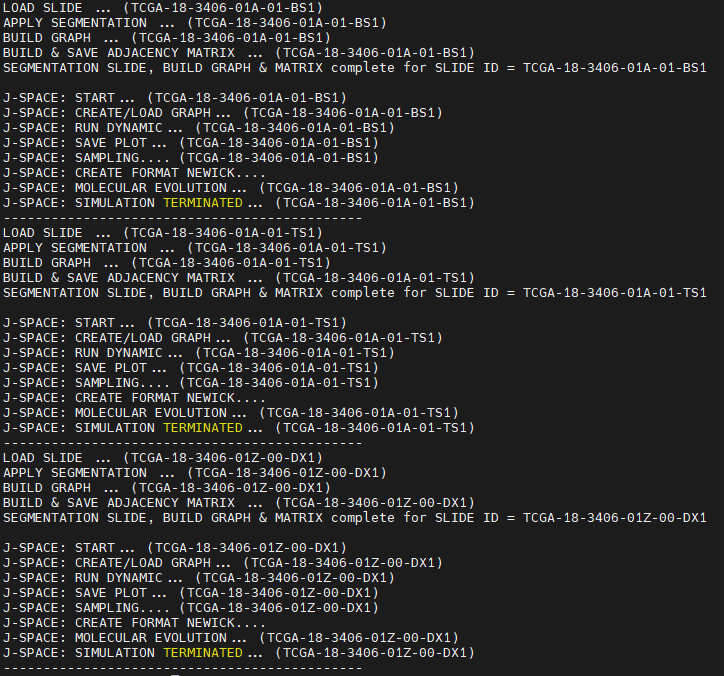 LOAD SLIDE ... (TCGA-18-3406-01A-01-BS1)
APPLY SEGMENTATION ... (TCGA-18-3406-01A-01-BS1)
BUILD GRAPH ... (TCGA-18-3406-01A-01-BS1)
BUILD & SAVE ADJACENCY MATRIX ... (TCGA-18-3406-01A-01-BS1)
SEGMENTATION SLIDE, BUILD GRAPH & MATRIX complete for SLIDE ID = TCGA-18-3406-01A-01-BS1
J-SPACE: START... (TCGA-18-3406-01A-01-BS1)
J-SPACE: CREATE/LOAD GRAPH... (TCGA-18-3406-01A-01-BS1)
J-SPACE: RUN DYNAMIC... (TCGA-18-3406-01A-01-BS1)
J-SPACE: SAVE PLOT... (TCGA-18-3406-01A-01-BS1)
J-SPACE: SAMPLING.... (TCGA-18-3406-01A-01-BS1)
J-SPACE: CREATE FORMAT NEWICK....
J-SPACE: MOLECULAR EVOLUTION... (TCGA-18-3406-01A-01-BS1)
J-SPACE: SIMULATION TERMINATED... (TCGA-18-3406-01A-01-BS1)
---------------------------------------------
LOAD SLIDE ... (TCGA-18-3406-01A-01-TS1)
APPLY SEGMENTATION ... (TCGA-18-3406-01A-01-TS1)
BUILD GRAPH ... (TCGA-18-3406-01A-01-TS1)
BUILD & SAVE ADJACENCY MATRIX ... (TCGA-18-3406-01A-01-TS1)
SEGMENTATION SLIDE, BUILD GRAPH & MATRIX complete for SLIDE ID = TCGA-18-3406-01A-01-TS1
J-SPACE: START... (TCGA-18-3406-01A-01-TS1)
J-SPACE: CREATE/LOAD GRAPH... (TCGA-18-3406-01A-01-TS1)
J-SPACE: RUN DYNAMIC... (TCGA-18-3406-01A-01-TS1)
J-SPACE: SAVE PLOT... (TCGA-18-3406-01A-01-TS1)
J-SPACE: SAMPLING.... (TCGA-18-3406-01A-01-TS1)
J-SPACE: CREATE FORMAT NEWICK....
J-SPACE: MOLECULAR EVOLUTION... (TCGA-18-3406-01A-01-TS1)
J-SPACE: SIMULATION TERMINATED... (TCGA-18-3406-01A-01-TS1)
---------------------------------------------
LOAD SLIDE ... (TCGA-18-3406-01Z-00-DX1)
APPLY SEGMENTATION ... (TCGA-18-3406-01Z-00-DX1)
BUILD GRAPH ... (TCGA-18-3406-01Z-00-DX1)
BUILD & SAVE ADJACENCY MATRIX ... (TCGA-18-3406-01Z-00-DX1)
SEGMENTATION SLIDE, BUILD GRAPH & MATRIX complete for SLIDE ID = TCGA-18-3406-01Z-00-DX1
J-SPACE: START... (TCGA-18-3406-01Z-00-DX1)
J-SPACE: CREATE/LOAD GRAPH... (TCGA-18-3406-01Z-00-DX1)
J-SPACE: RUN DYNAMIC... (TCGA-18-3406-01Z-00-DX1)
J-SPACE: SAVE PLOT... (TCGA-18-3406-01Z-00-DX1)
J-SPACE: SAMPLING.... (TCGA-18-3406-01Z-00-DX1)
J-SPACE: CREATE FORMAT NEWICK....
J-SPACE: MOLECULAR EVOLUTION... (TCGA-18-3406-01Z-00-DX1)
J-SPACE: SIMULATION TERMINATED... (TCGA-18-3406-01Z-00-DX1)
---------------------------------------------